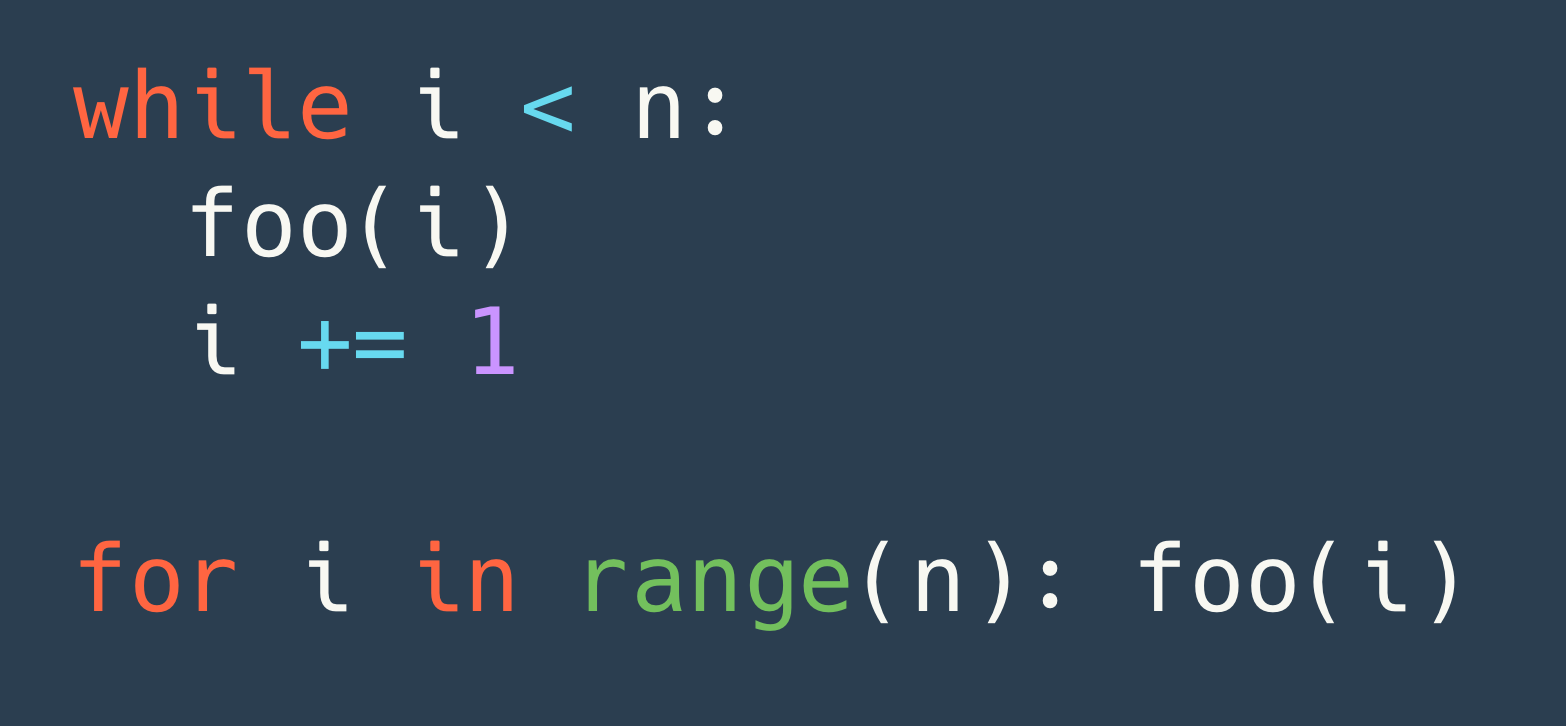 while i < n:
  foo(i)
  i += 1

for i in range(n): foo(i)